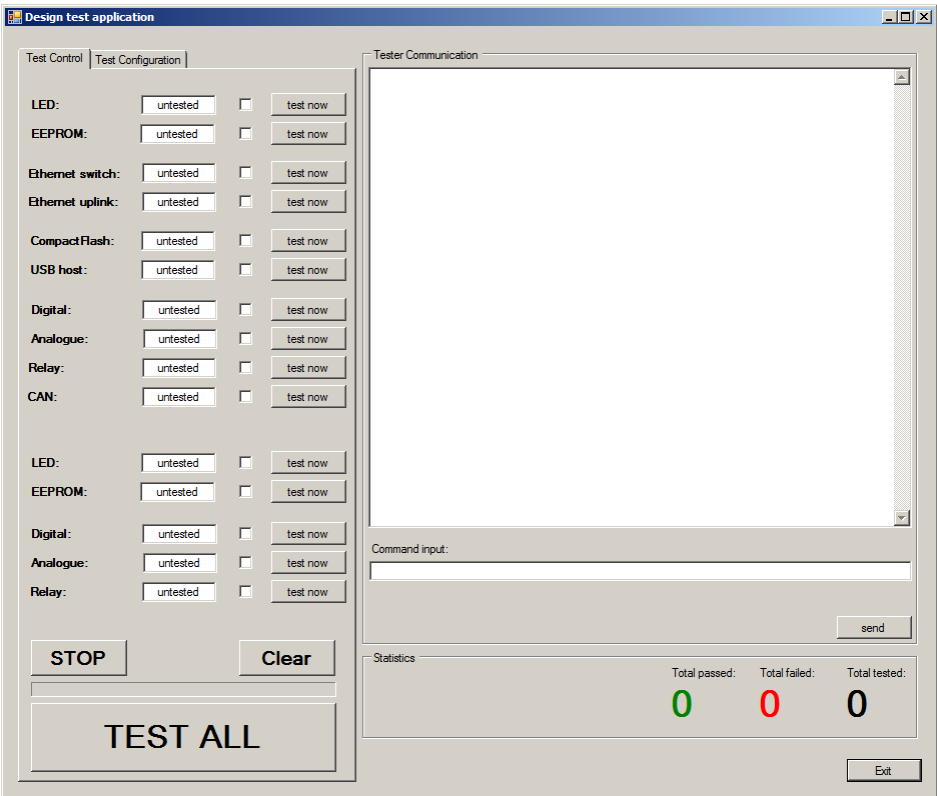 Design test application
Test Control Test Configuration
LED: untested test now
EEPROM: untested test now
Ethernet switch: untested test now
Ethernet uplink: untested test now
CompactFlash: untested test now
USB host: untested test now
Digital: untested test now
Analogue: untested test now
Relay: untested test now
CAN: untested test now
LED: untested test now
EEPROM: untested test now
Digital: untested test now
Analogue: untested test now
Relay: untested test now
STOP Clear
TEST ALL
Tester Communication
Command input:
send
Statistics
Total passed: Total failed: Total tested:
0 0 0
Exit